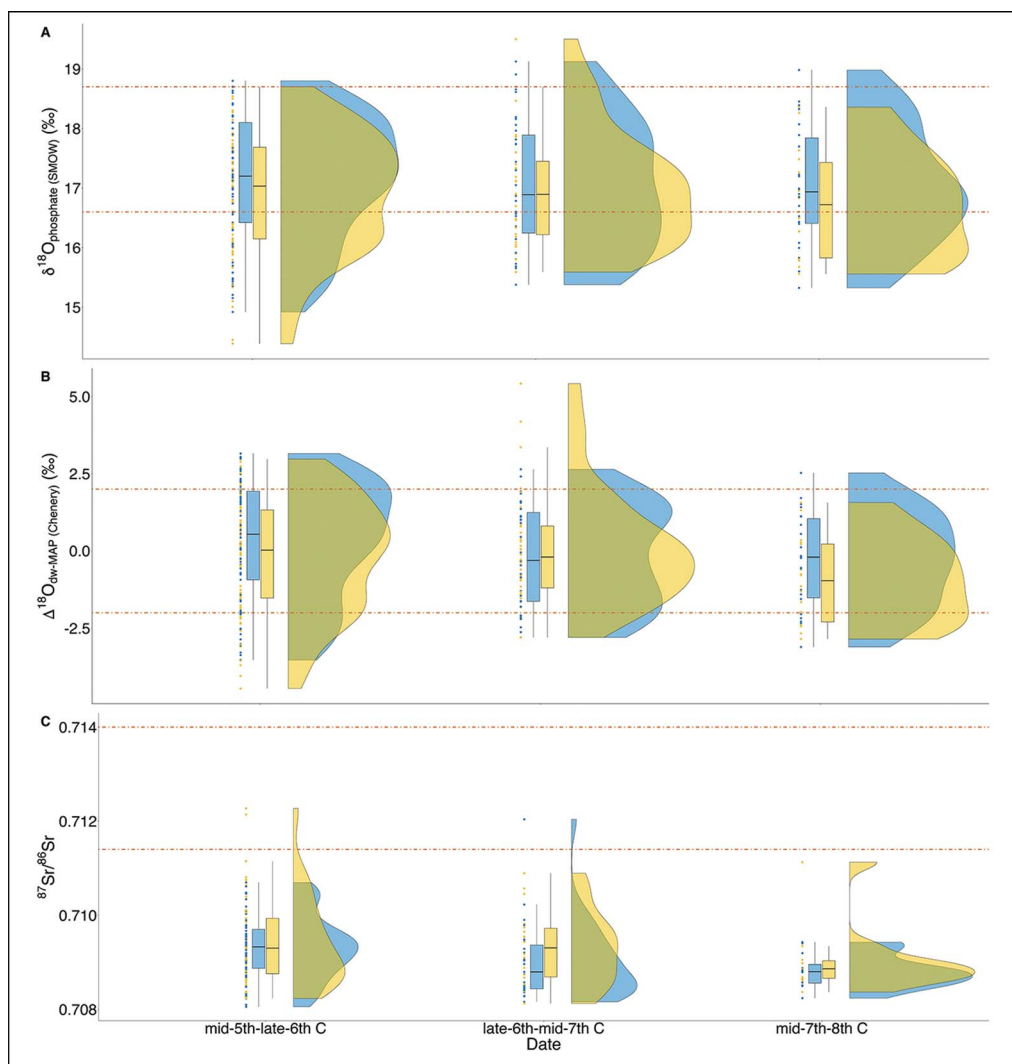 A
δ¹⁸Ophosphate (SMOW) (‰)
19
18
17
16
15
B
Δ¹⁸Odw-MAP (Chenery) (‰)
5.0
2.5
0.0
-2.5
C
⁸⁷Sr/⁸⁶Sr
0.714
0.712
0.710
0.708
mid-5th-late-6th C
late-6th-mid-7th C
mid-7th-8th C
Date